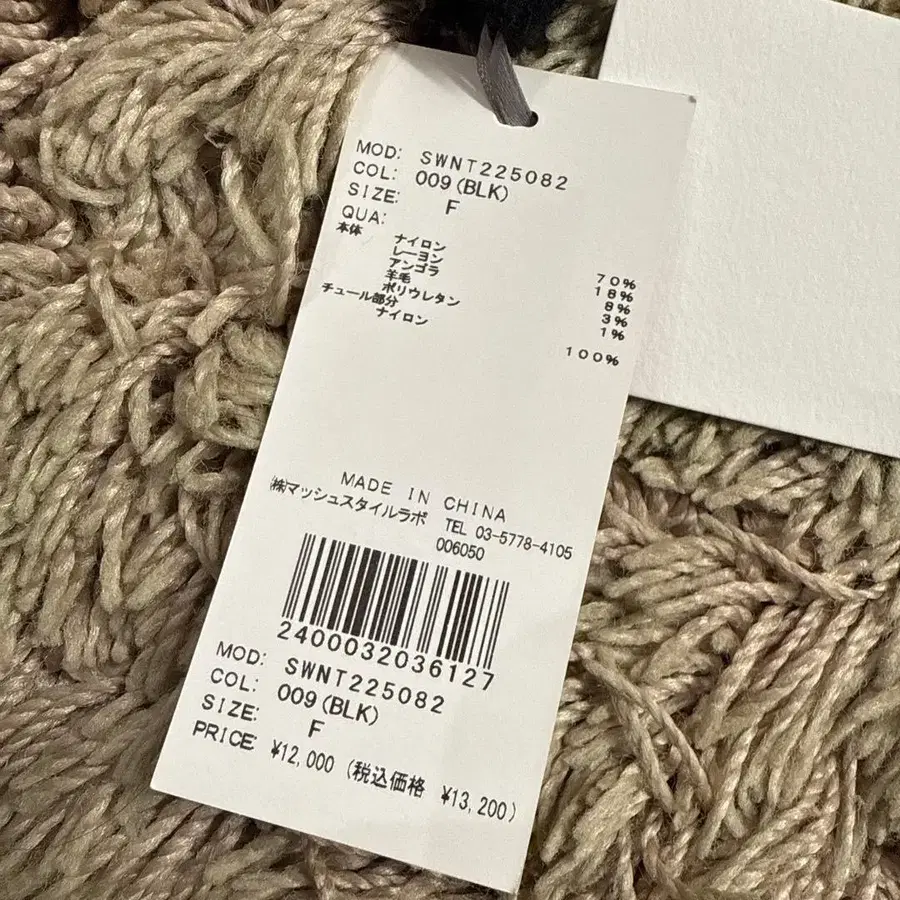 MOD: SWNT225082
COL: 009(BLK)
SIZE: F
QUA:
本体
ナイロン 70%
レーヨン 18%
アンゴラ 8%
羊毛 3%
ポリウレタン 1%
チュール部分
ナイロン 100%
MADE IN CHINA
㈱マッシュスタイルラボ TEL 03-5778-4105
006050
2400032036127
MOD: SWNT225082
COL: 009(BLK)
SIZE: F
PRICE: ¥12,000 (税込価格 ¥13,200)